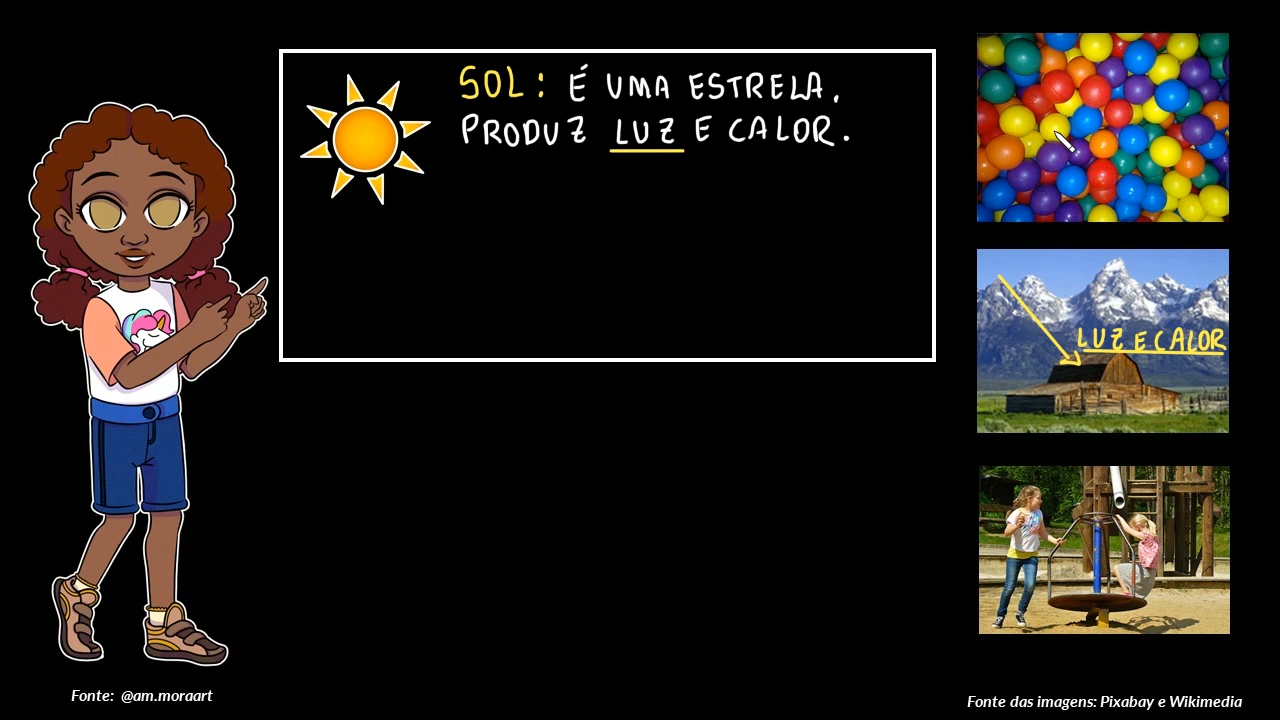 SOL: É UMA ESTRELA.
PRODUZ LUZ E CALOR.
LUZ E CALOR
Fonte: @am.moraart
Fonte das imagens: Pixabay e Wikimedia